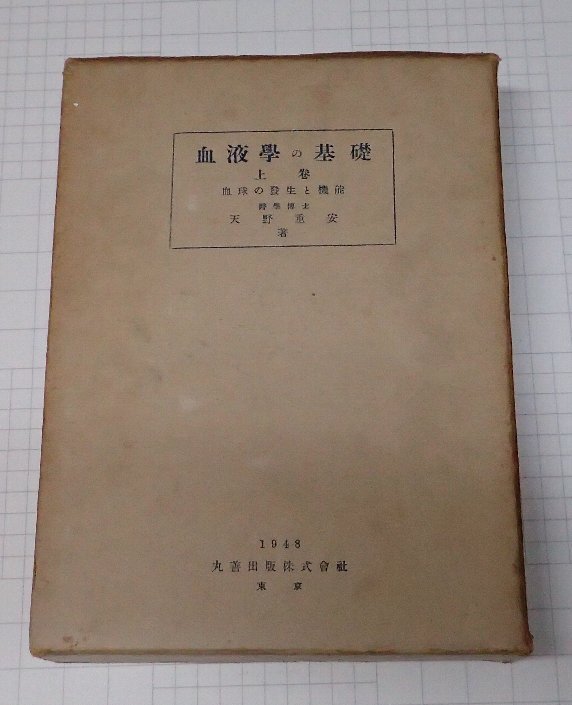 血液學の基礎
上卷
血球の發生と機能
醫學博士
天野重安
著
1948
丸善出版株式會社
東京